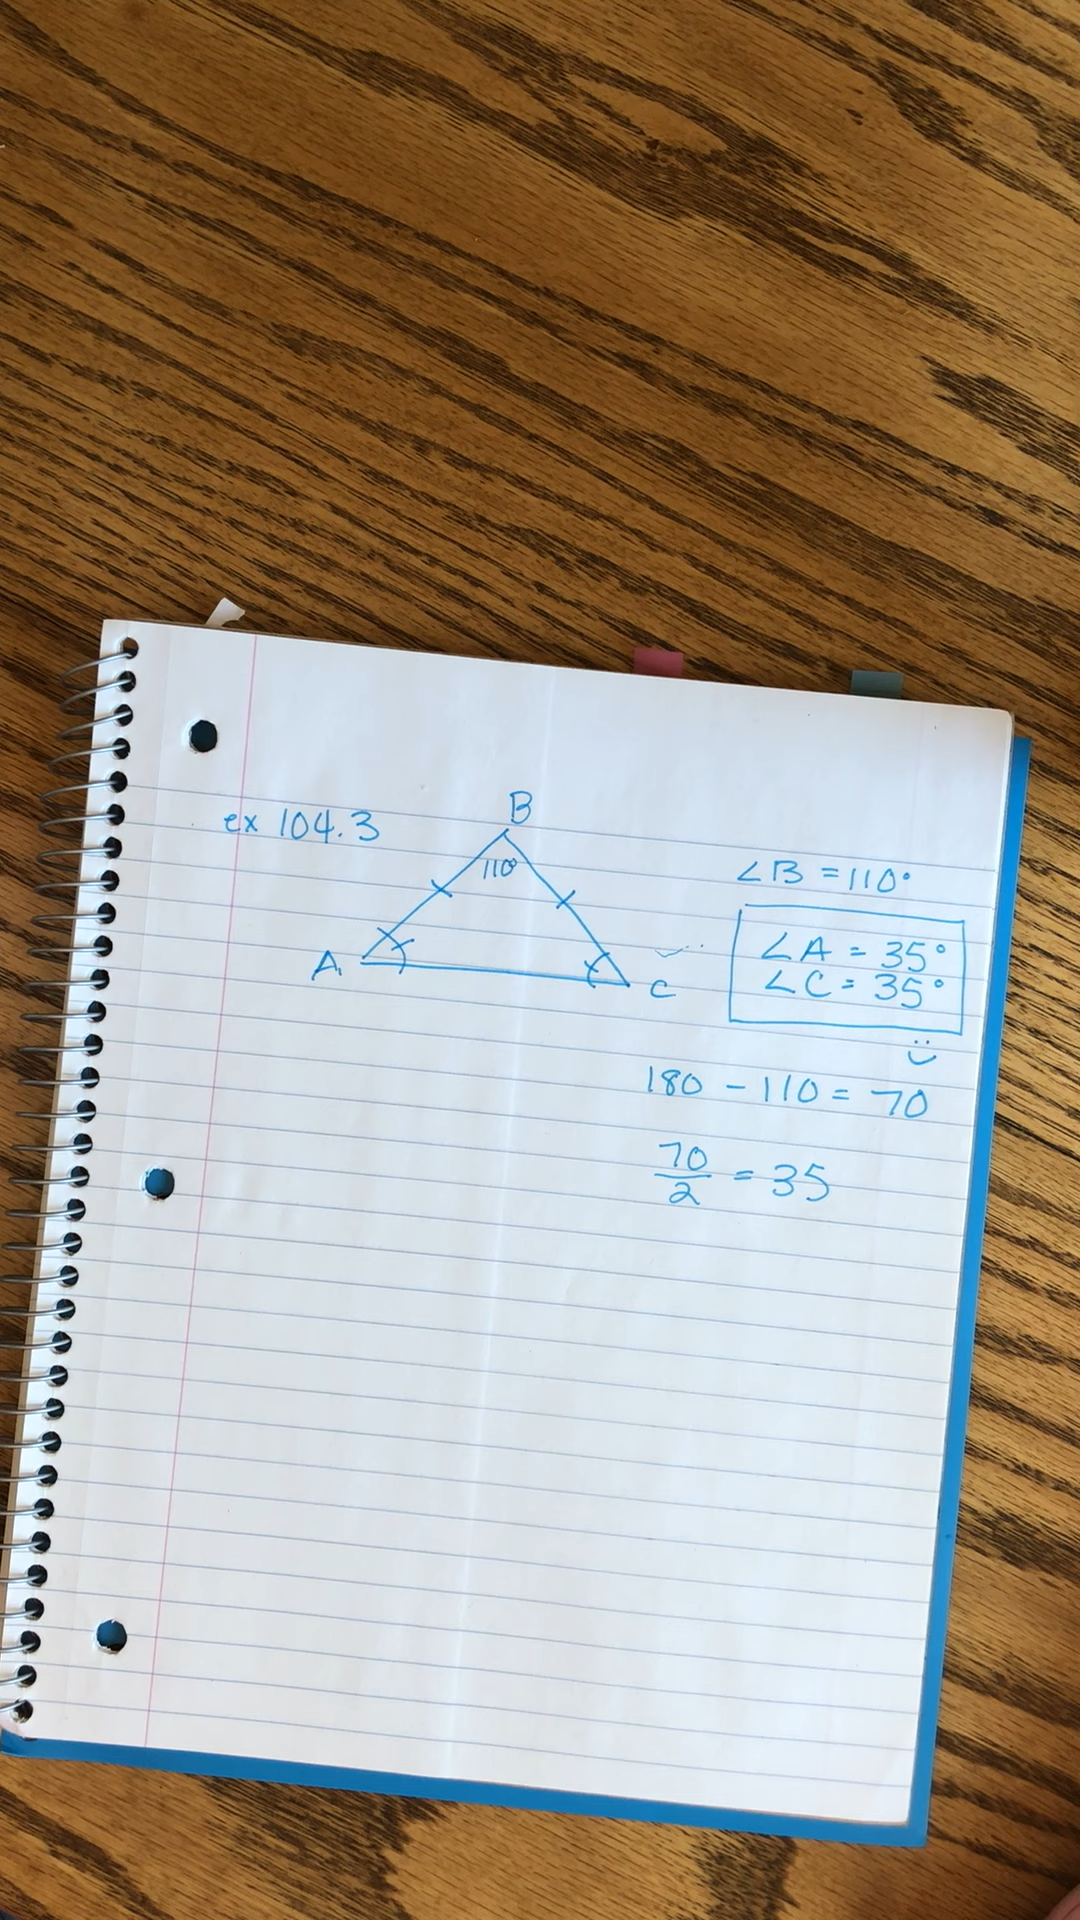 ex 104.3
B
110°
A
C
∠B = 110°
∠A = 35°
∠C = 35°
180 - 110 = 70
70/2 = 35